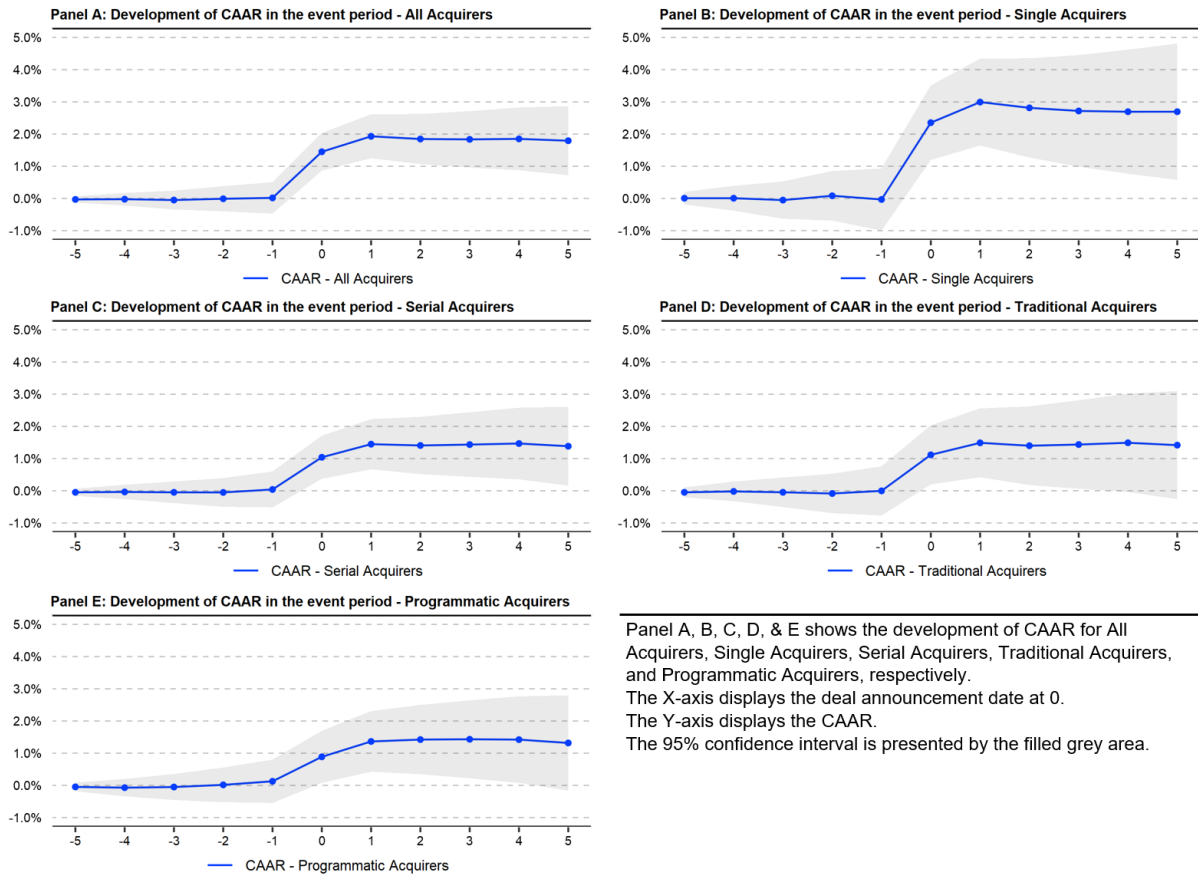 Panel A: Development of CAAR in the event period - All Acquirers
5.0%
4.0%
3.0%
2.0%
1.0%
0.0%
-1.0%
-5 -4 -3 -2 -1 0 1 2 3 4 5
CAAR - All Acquirers
Panel B: Development of CAAR in the event period - Single Acquirers
5.0%
4.0%
3.0%
2.0%
1.0%
0.0%
-1.0%
-5 -4 -3 -2 -1 0 1 2 3 4 5
CAAR - Single Acquirers
Panel C: Development of CAAR in the event period - Serial Acquirers
5.0%
4.0%
3.0%
2.0%
1.0%
0.0%
-1.0%
-5 -4 -3 -2 -1 0 1 2 3 4 5
CAAR - Serial Acquirers
Panel D: Development of CAAR in the event period - Traditional Acquirers
5.0%
4.0%
3.0%
2.0%
1.0%
0.0%
-1.0%
-5 -4 -3 -2 -1 0 1 2 3 4 5
CAAR - Traditional Acquirers
Panel E: Development of CAAR in the event period - Programmatic Acquirers
5.0%
4.0%
3.0%
2.0%
1.0%
0.0%
-1.0%
-5 -4 -3 -2 -1 0 1 2 3 4 5
CAAR - Programmatic Acquirers
Panel A, B, C, D, & E shows the development of CAAR for All
Acquirers, Single Acquirers, Serial Acquirers, Traditional Acquirers,
and Programmatic Acquirers, respectively.
The X-axis displays the deal announcement date at 0.
The Y-axis displays the CAAR.
The 95% confidence interval is presented by the filled grey area.